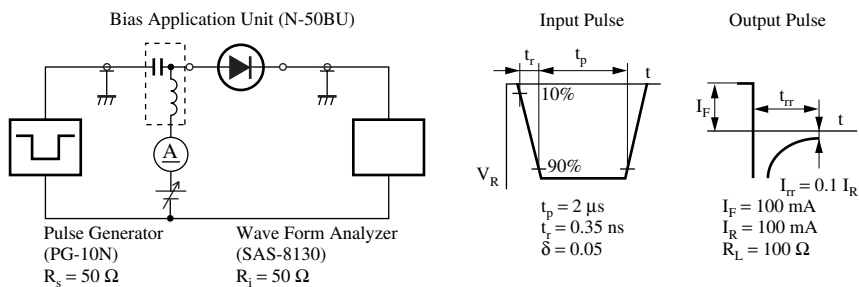 Bias Application Unit (N-50BU)
A
Pulse Generator
(PG-10N)
R_s = 50 Ω
Wave Form Analyzer
(SAS-8130)
R_i = 50 Ω
Input Pulse
t_r
t_p
t
10%
90%
V_R
t_p = 2 μs
t_r = 0.35 ns
δ = 0.05
Output Pulse
I_F
t_rr
t
I_rr = 0.1 I_R
I_F = 100 mA
I_R = 100 mA
R_L = 100 Ω